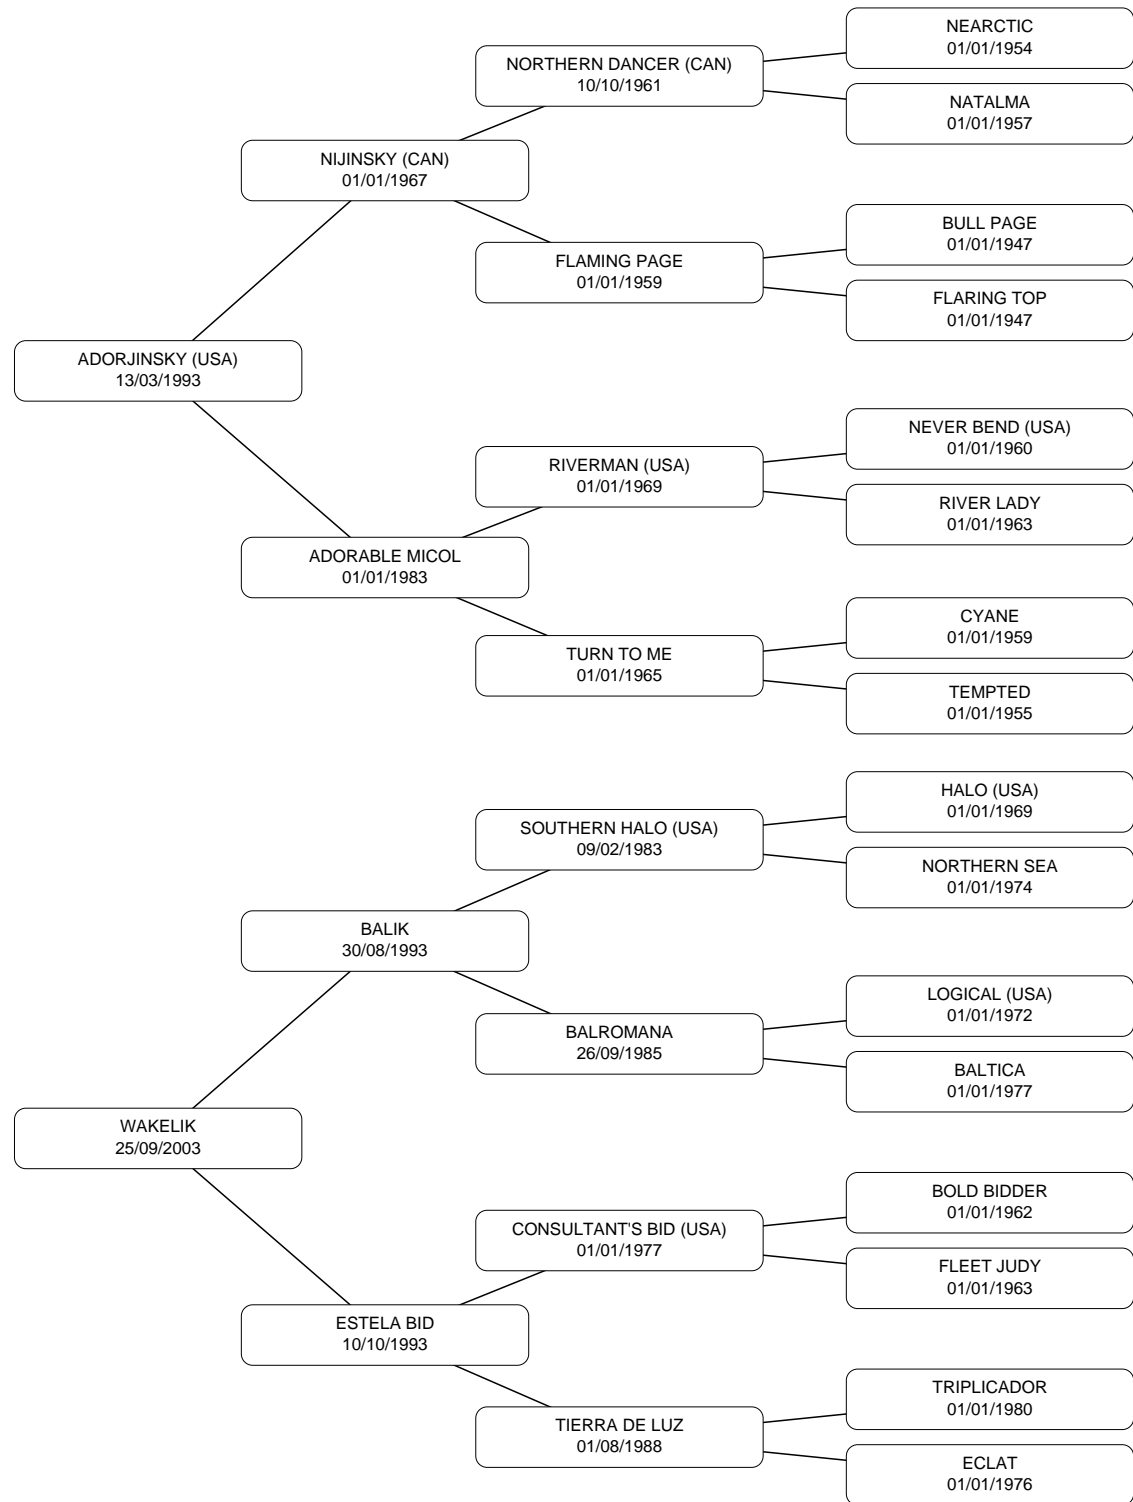 NEARCTIC
01/01/1954
NORTHERN DANCER (CAN)
10/10/1961
NATALMA
01/01/1957
NIJINSKY (CAN)
01/01/1967
BULL PAGE
01/01/1947
FLAMING PAGE
01/01/1959
FLARING TOP
01/01/1947
ADORJINSKY (USA)
13/03/1993
NEVER BEND (USA)
01/01/1960
RIVERMAN (USA)
01/01/1969
RIVER LADY
01/01/1963
ADORABLE MICOL
01/01/1983
CYANE
01/01/1959
TURN TO ME
01/01/1965
TEMPTED
01/01/1955
HALO (USA)
01/01/1969
SOUTHERN HALO (USA)
09/02/1983
NORTHERN SEA
01/01/1974
BALIK
30/08/1993
LOGICAL (USA)
01/01/1972
BALROMANA
26/09/1985
BALTICA
01/01/1977
WAKELIK
25/09/2003
BOLD BIDDER
01/01/1962
CONSULTANT'S BID (USA)
01/01/1977
FLEET JUDY
01/01/1963
ESTELA BID
10/10/1993
TRIPLICADOR
01/01/1980
TIERRA DE LUZ
01/08/1988
ECLAT
01/01/1976